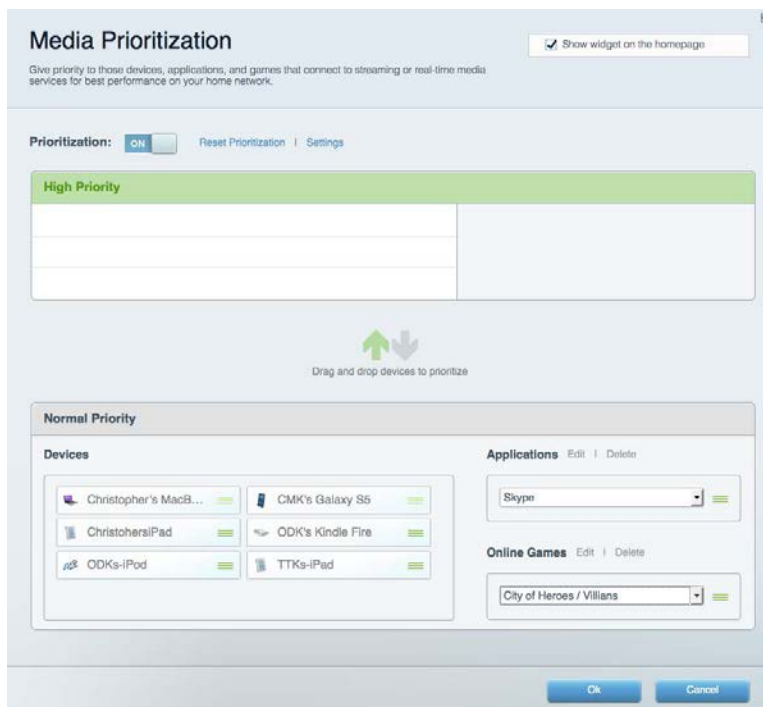 Media Prioritization
Show widget on the homepage
Give priority to those devices, applications, and games that connect to streaming or real-time media
services for best performance on your home network.
Prioritization: ON Reset Prioritization | Settings
High Priority
Drag and drop devices to prioritize
Normal Priority
Devices
Christopher's MacB...
CMK's Galaxy S5
ChristohersiPad
ODK's Kindle Fire
ODKs-iPod
TTKs-iPad
Applications Edit | Delete
Skype
Online Games Edit | Delete
City of Heroes / Villians
Ok Cancel